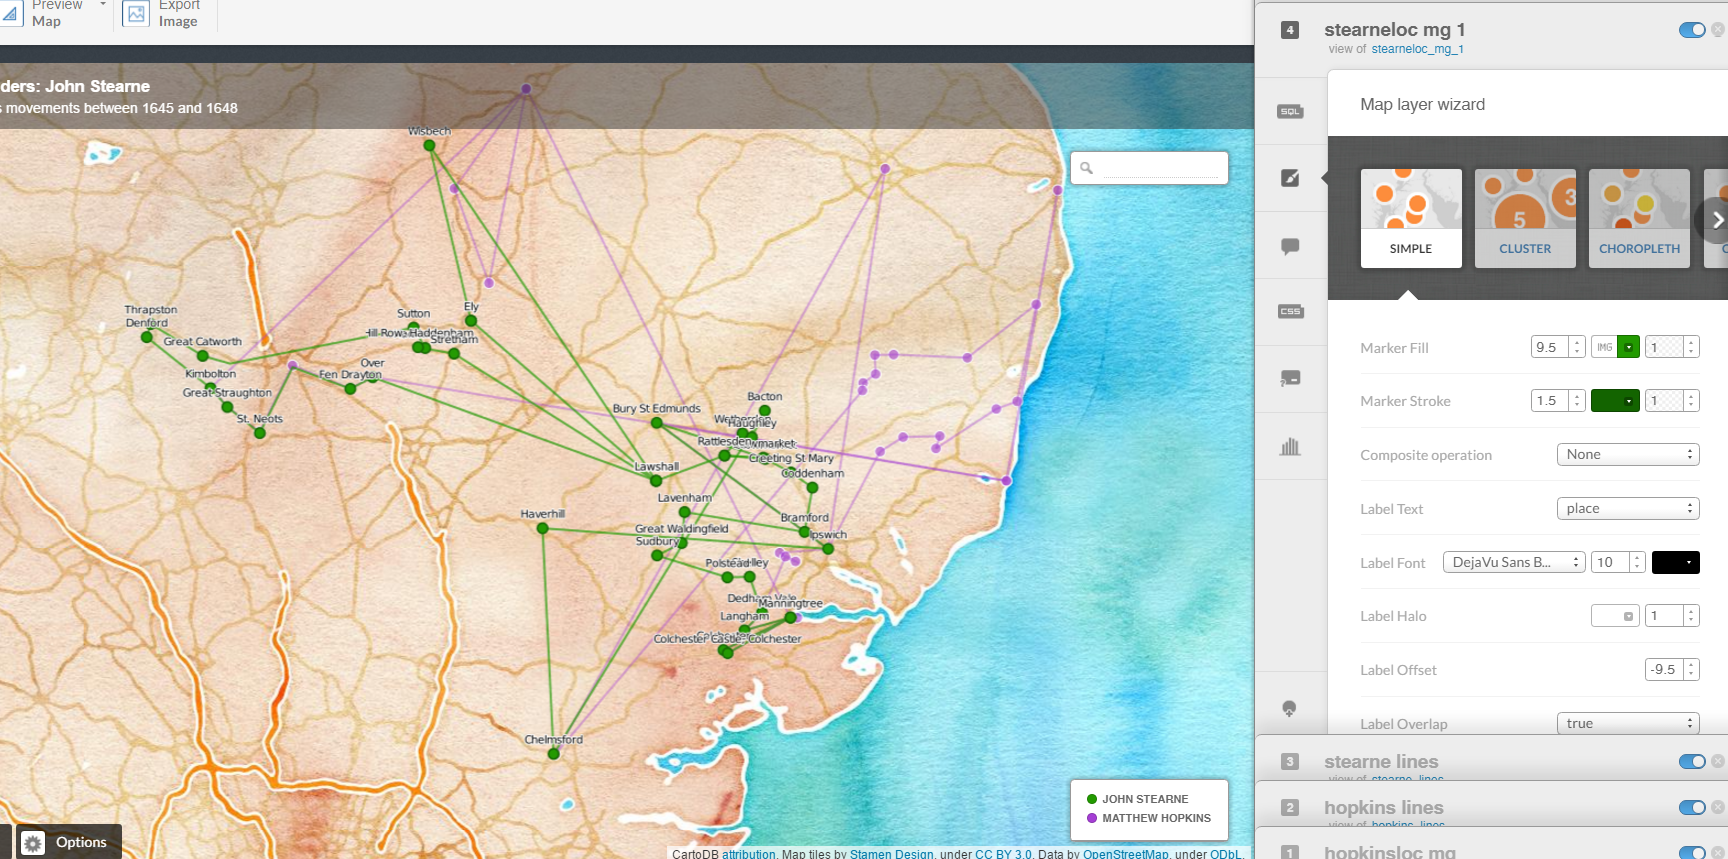 Preview
Map
Export
Image
ders: John Stearne
s movements between 1645 and 1648
Wisbech
Thrapston
Denford
Great Catworth
Kimbolton
Great Straughton
St. Neots
Sutton
Ely
Hill Row
Haddenham
Stretham
Over
Fen Drayton
Bacton
Bury St Edmunds
Haughley
Rattlesden
Creeting St Mary
Coddenham
Lawshall
Lavenham
Haverhill
Bramford
Great Waldingfield
Ipswich
Sudbury
Polstead
Dedham Vale
Manningtree
Langham
Colchester Castle
Colchester
Chelmsford
JOHN STEARNE
MATTHEW HOPKINS
Options
CartoDB attribution. Map tiles by Stamen Design, under CC BY 3.0. Data by OpenStreetMap, under ODbL.
4
stearneloc mg 1
view of stearneloc_mg_1
SQL
CSS
Map layer wizard
5
3
SIMPLE
CLUSTER
CHOROPLETH
Marker Fill
9.5
IMG
1
Marker Stroke
1.5
1
Composite operation
None
Label Text
place
Label Font
DejaVu Sans B...
10
Label Halo
1
Label Offset
-9.5
Label Overlap
true
3
stearne lines
view of stearne_lines
2
hopkins lines
view of hopkins_lines
1
hopkinsloc mg